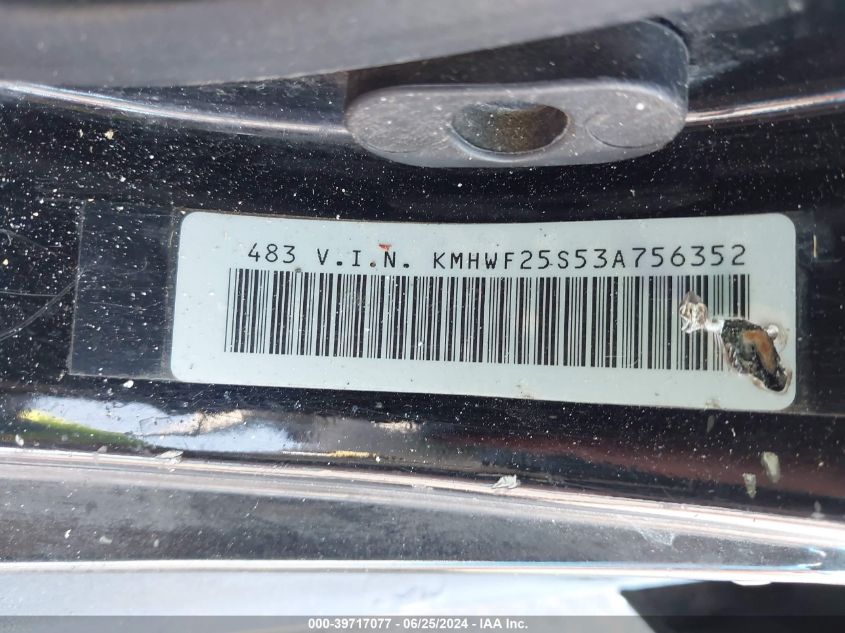 483 V.I.N. KMHWF25S53A756352
000-39717077 - 06/25/2024 - IAA Inc.